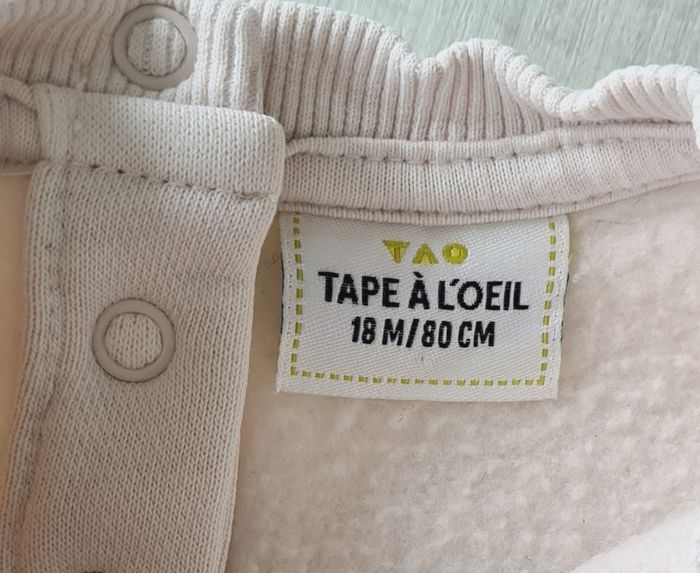 TAO
TAPE À L'OEIL
18 M/80 CM